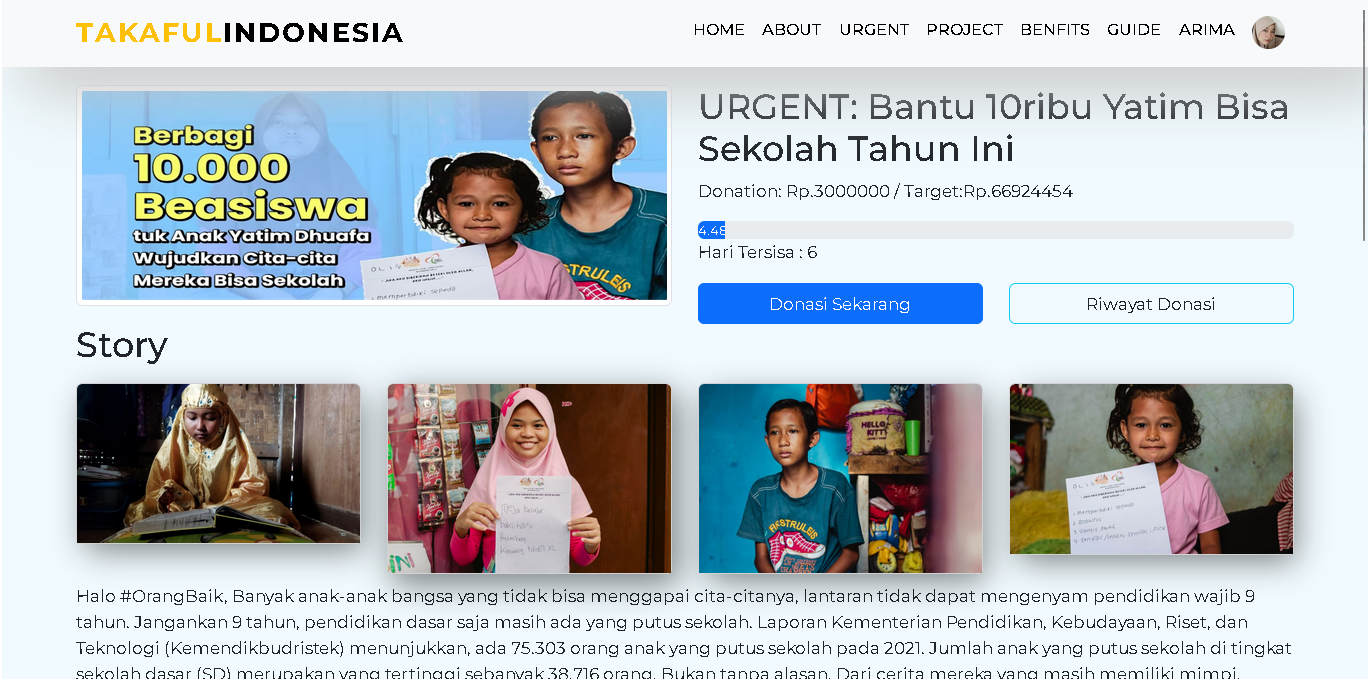 TAKAFULINDONESIA
HOME ABOUT URGENT PROJECT BENFITS GUIDE ARIMA
Berbagi
10.000
Beasiswa
tuk Anak Yatim Dhuafa
Wujudkan Cita-cita
Mereka Bisa Sekolah
URGENT: Bantu 10ribu Yatim Bisa
Sekolah Tahun Ini
Donation: Rp.3000000 / Target:Rp.66924454
4.48
Hari Tersisa : 6
Donasi Sekarang
Riwayat Donasi
Story
HELLO
KITTY
Halo #OrangBaik, Banyak anak-anak bangsa yang tidak bisa menggapai cita-citanya, lantaran tidak dapat mengenyam pendidikan wajib 9
tahun. Jangankan 9 tahun, pendidikan dasar saja masih ada yang putus sekolah. Laporan Kementerian Pendidikan, Kebudayaan, Riset, dan
Teknologi (Kemendikbudristek) menunjukkan, ada 75.303 orang anak yang putus sekolah pada 2021. Jumlah anak yang putus sekolah di tingkat
sekolah dasar (SD) merupakan yang tertinggi sebanyak 38.716 orang. Bukan tanpa alasan. Dari cerita mereka yang masih memiliki mimpi,